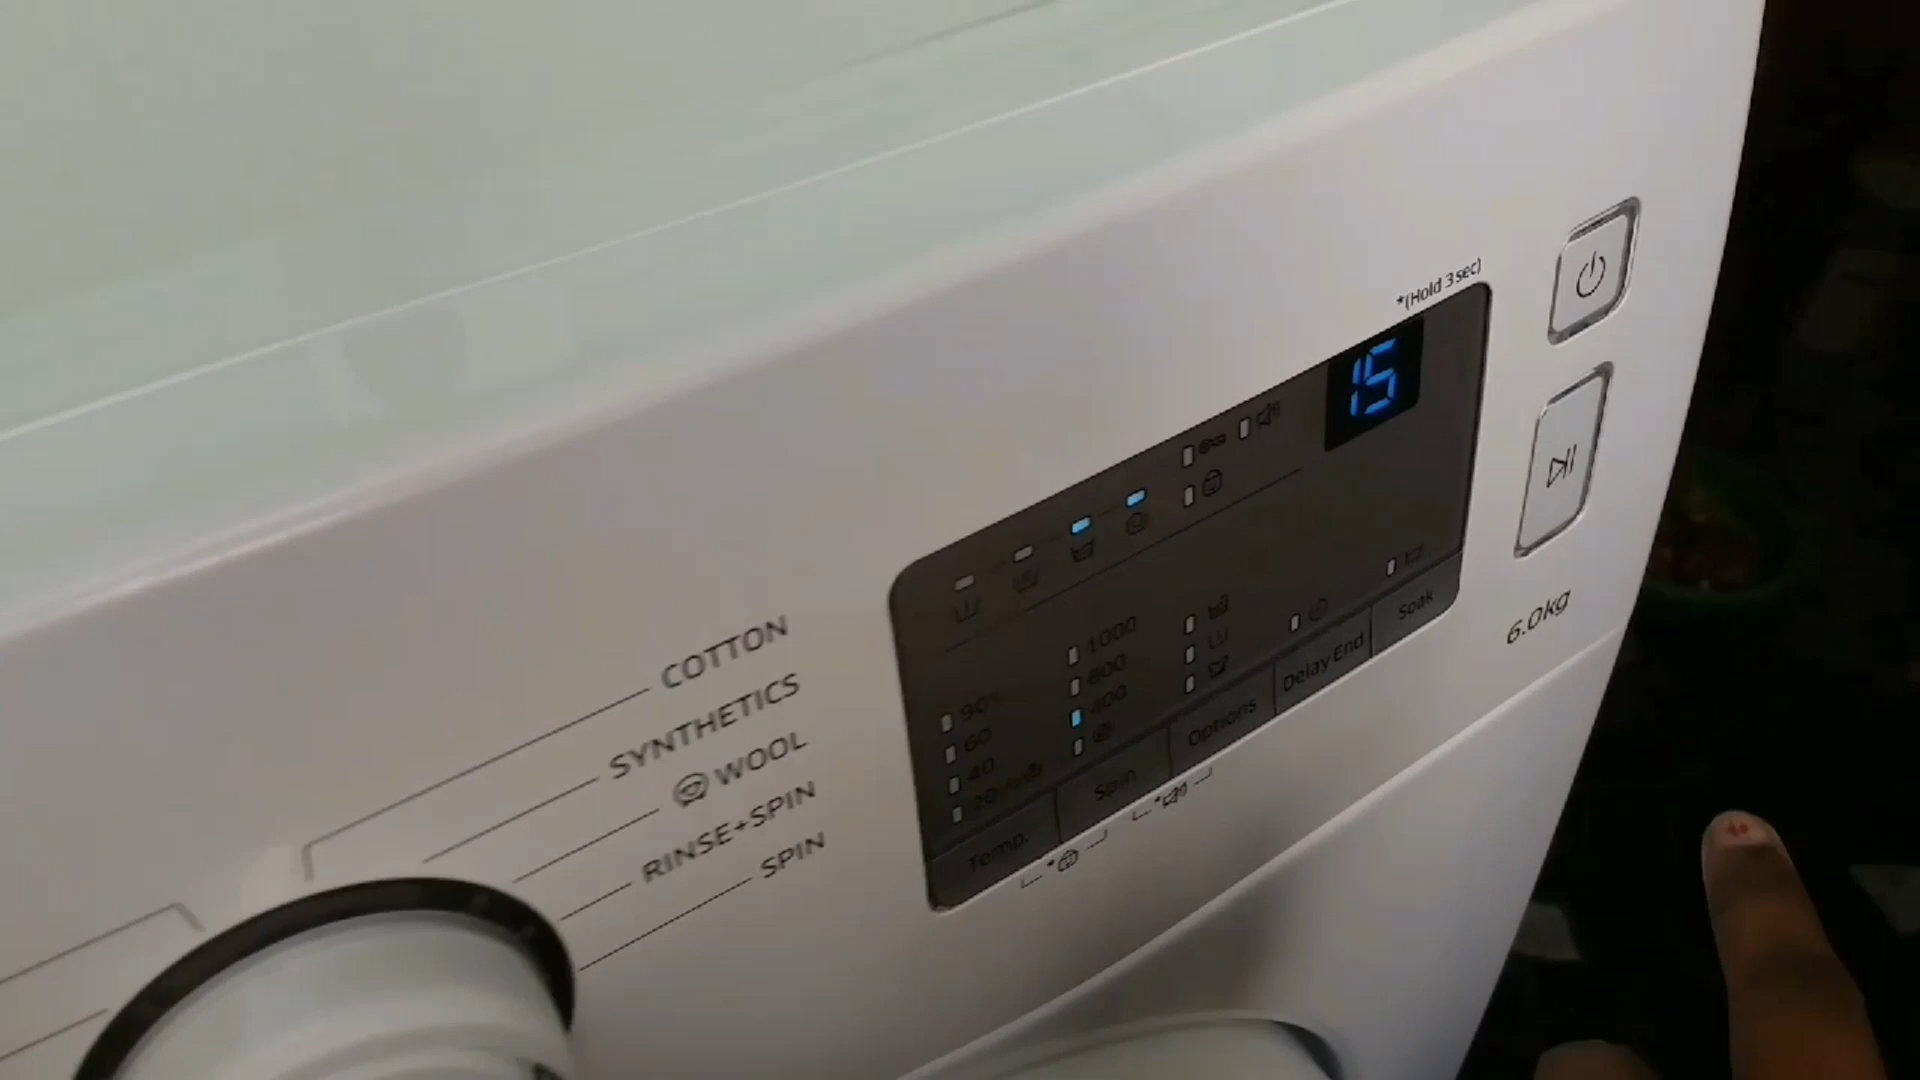 *(Hold 3 sec)
15
COTTON
SYNTHETICS
WOOL
RINSE+SPIN
SPIN
1000
800
400
90°
60
40
20
Temp.
Spin
Options
Delay End
Soak
6.0kg